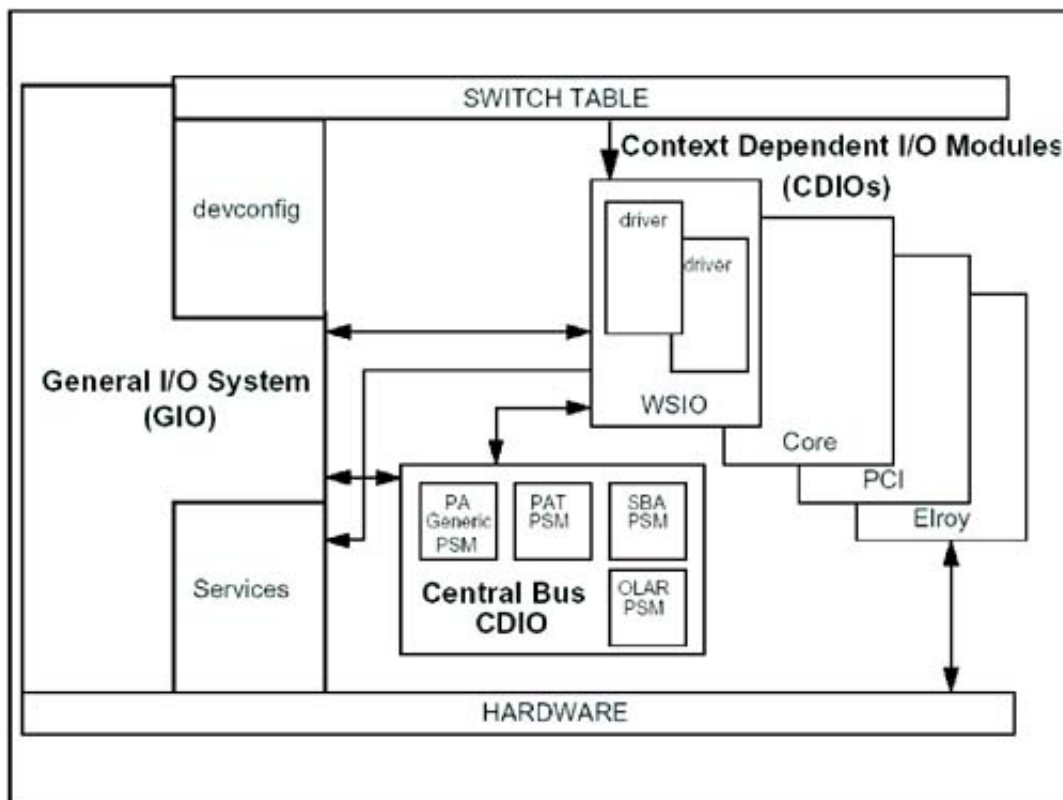 SWITCH TABLE
Context Dependent I/O Modules
(CDIOs)
devconfig
driver
driver
General I/O System
(GIO)
WSIO
Core
PCI
Elroy
PA
Generic
PSM
PAT
PSM
SBA
PSM
OLAR
PSM
Central Bus
CDIO
Services
HARDWARE